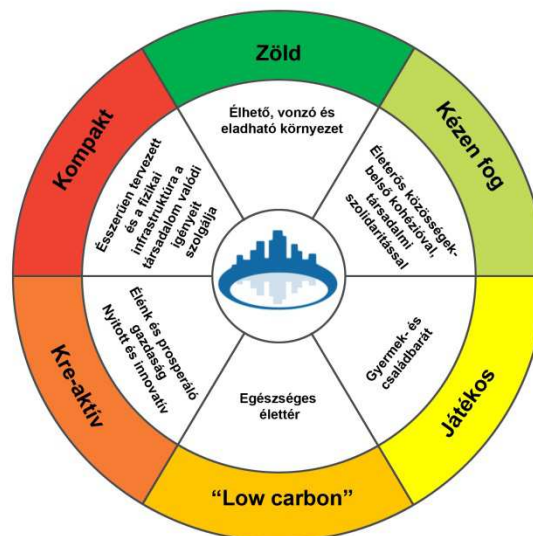 Zöld
Élhető, vonzó és
eladható környezet
Kézen fog
Életerős közösségek-
belső kohézióval,
társadalmi
szolidaritással
Játékos
Gyermek- és
családbarát
“Low carbon”
Egészséges
élettér
Kre-aktív
Élénk és prosperáló
gazdaság
Nyitott és innovatív
Kompakt
Ésszerűen tervezett
és a fizikai
infrastruktúra a
társadalom valódi
igényeit
szolgálja